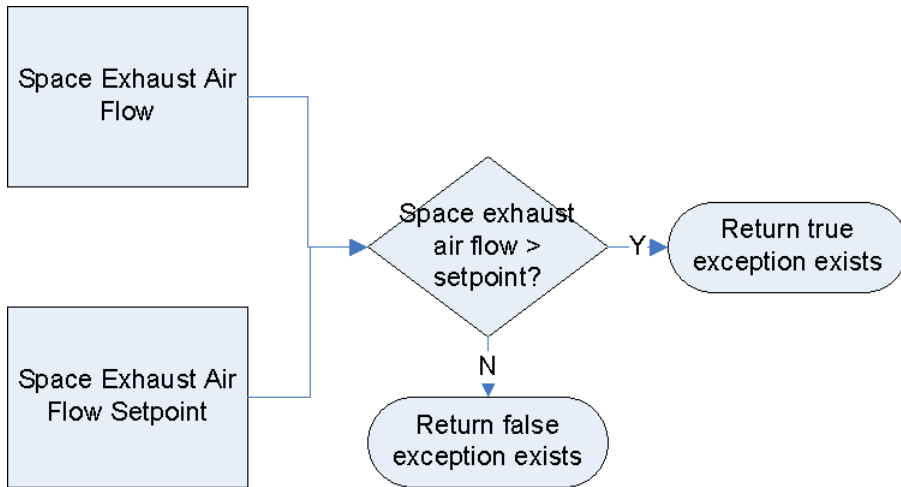 Space Exhaust Air
Flow
Space exhaust
air flow >
setpoint?
Y
Return true
exception exists
Space Exhaust Air
Flow Setpoint
N
Return false
exception exists